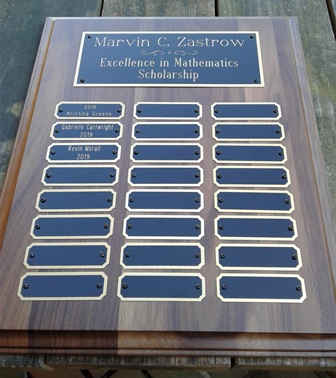 Marvin C. Zastrow
Excellence in Mathematics
Scholarship
2018
Kristina Greene
Gabrielle Cartwright
2019
Kevin Morali
2019